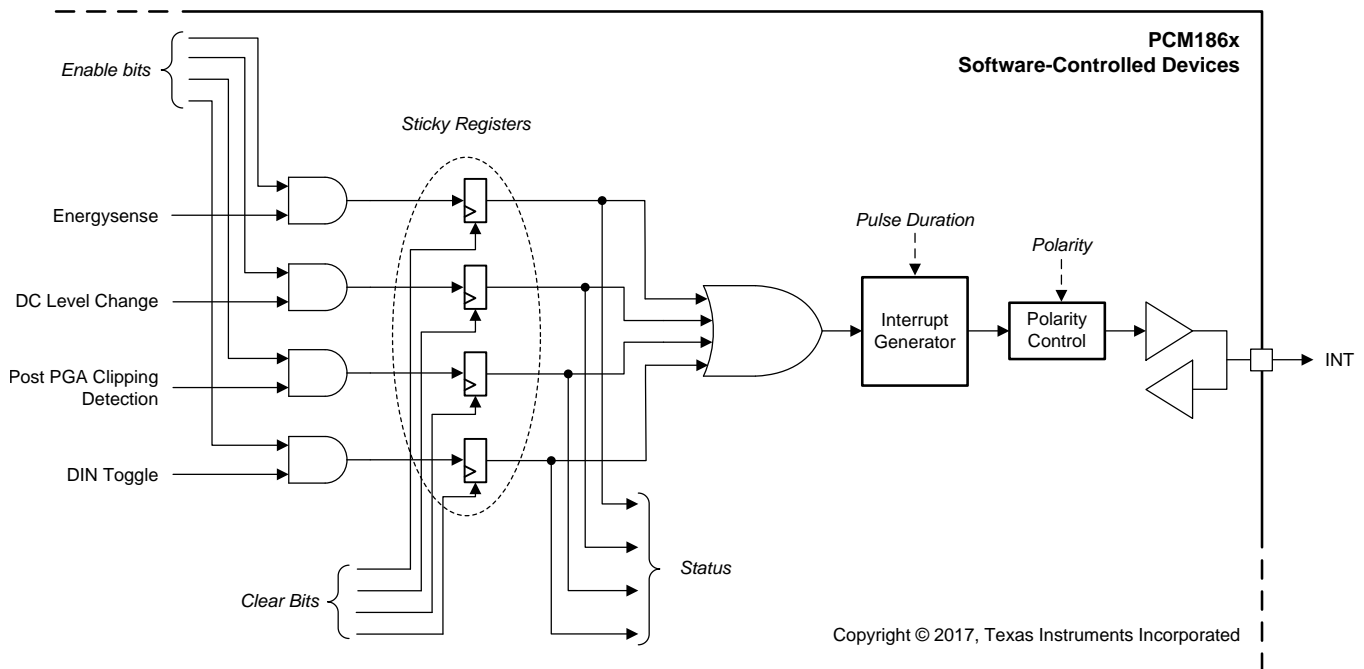 PCM186x
Software-Controlled Devices
Enable bits
Sticky Registers
Energysense
Pulse Duration
Polarity
DC Level Change
Interrupt
Generator
Polarity
Control
INT
Post PGA Clipping
Detection
DIN Toggle
Status
Clear Bits
Copyright © 2017, Texas Instruments Incorporated